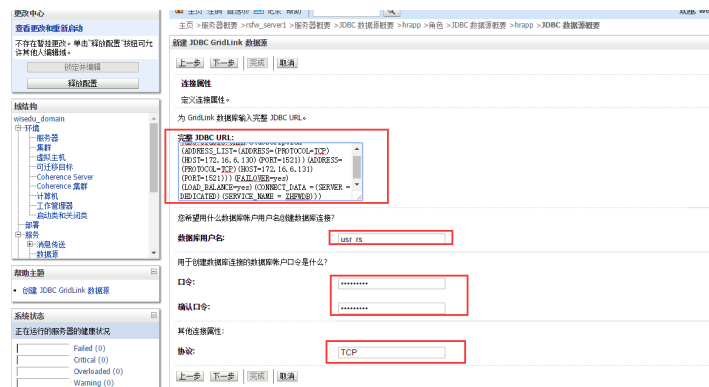 更改中心
查看更改和重新启动
不存在暂挂更改。单击"释放配置"按钮可允
许其他人编辑域。
锁定并编辑
释放配置
域结构
wisedu_domain
环境
服务器
集群
虚拟主机
可迁移目标
Coherence Server
Coherence 集群
计算机
工作管理器
启动类和关闭类
部署
服务
消息传送
数据源
帮助主题
创建 JDBC GridLink 数据源
系统状态
正在运行的服务器的健康状况
Failed (0)
Critical (0)
Overloaded (0)
Warning (0)
主页 注销 首选项 记录 帮助
欢迎, we
主页 >服务器概要 >rsfw_server1 >服务器概要 >JDBC 数据源概要 >hrapp >角色 >JDBC 数据源概要 >hrapp >JDBC 数据源概要
新建 JDBC GridLink 数据源
上一步 下一步 完成 取消
连接属性
定义连接属性。
为 GridLink 数据库输入完整 JDBC URL。
完整 JDBC URL:
(ADDRESS_LIST=(ADDRESS=(PROTOCOL=TCP)
(HOST=172.16.6.130)(PORT=1521))(ADDRESS=
(PROTOCOL=TCP)(HOST=172.16.6.131)
(PORT=1521)))(FAILOVER=yes)
(LOAD_BALANCE=yes)(CONNECT_DATA = (SERVER =
DEDICATED)(SERVICE_NAME = ZHFWDB)))
您希望用什么数据库帐户用户名创建数据库连接?
数据库用户名:
usr_rs
用于创建数据库连接的数据库帐户口令是什么?
口令:
•••••••••
确认口令:
•••••••••
其他连接属性:
协议:
TCP
上一步 下一步 完成 取消